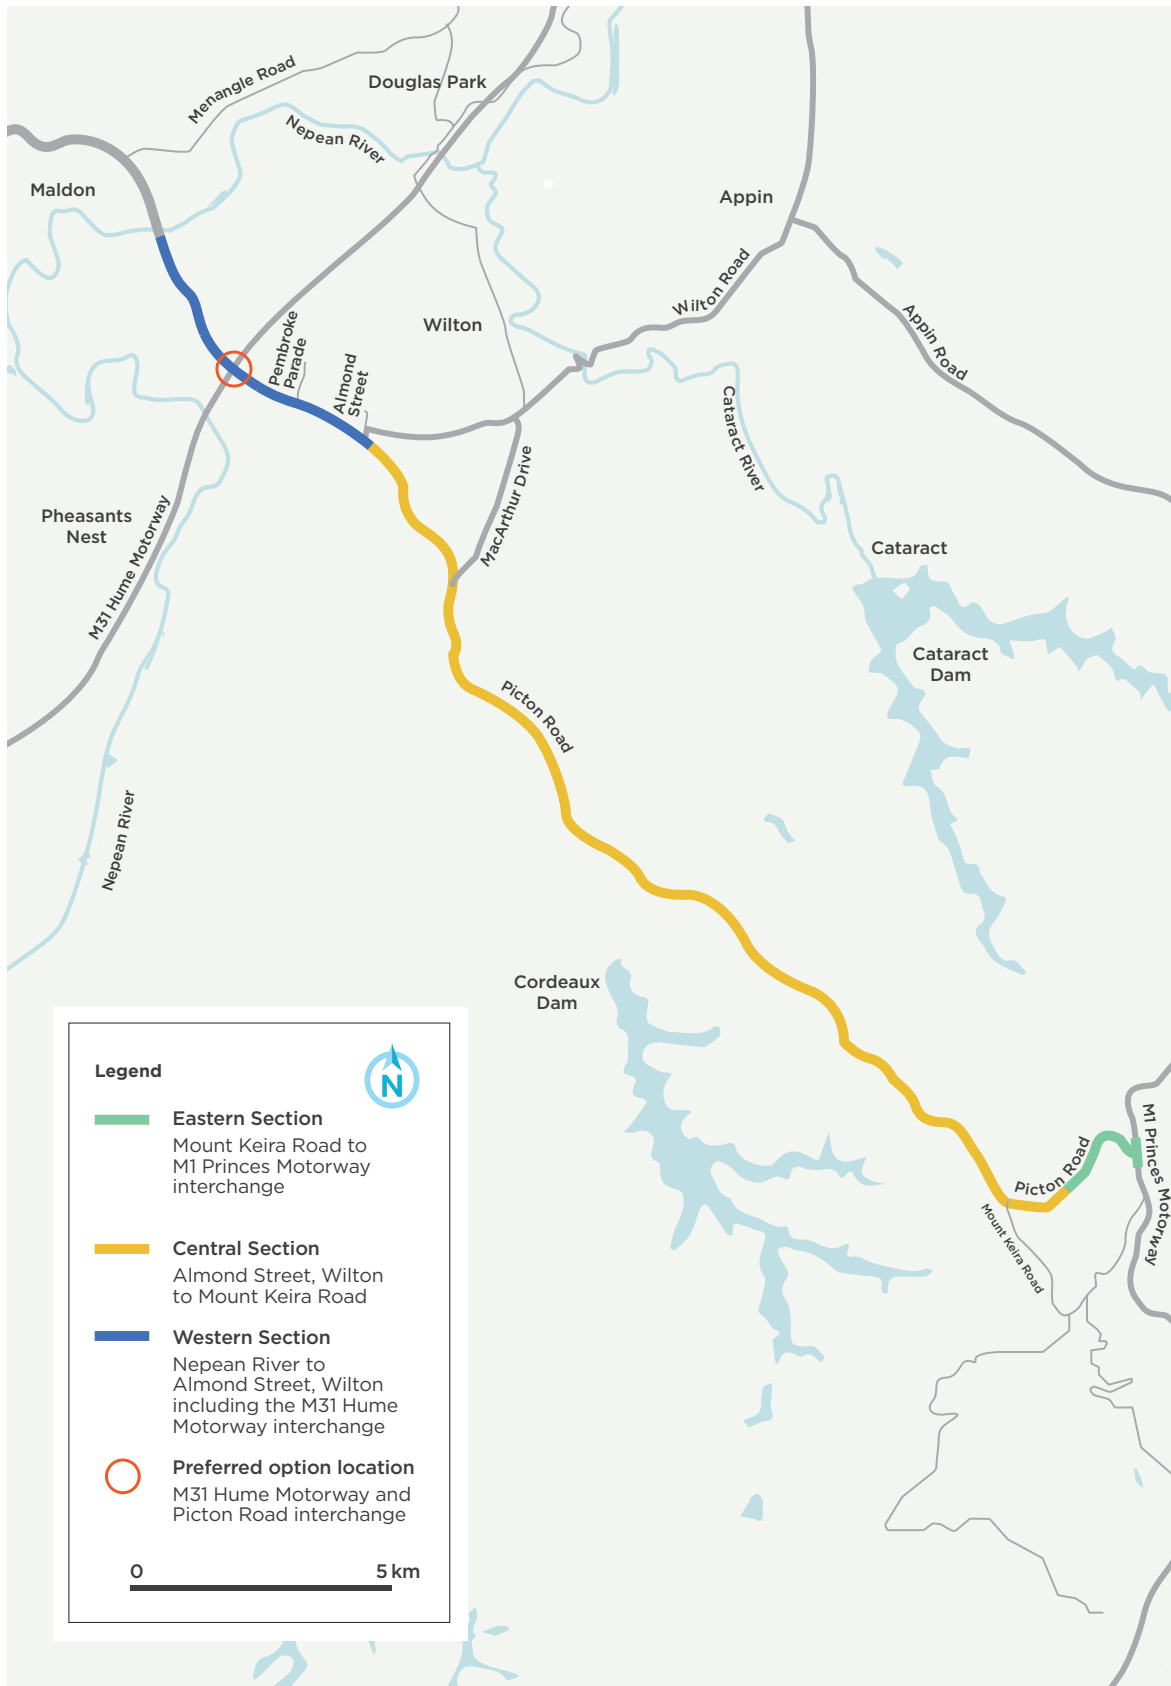 Menangle Road
Douglas Park
Nepean River
Maldon
Appin
Wilton Road
Wilton
Appin Road
Pembroke
Parade
Almond
Street
Cataract River
MacArthur Drive
Pheasants
Nest
M31 Hume Motorway
Cataract
Cataract
Dam
Picton Road
Nepean River
Cordeaux
Dam
Picton Road
M1 Princes Motorway
Mount Keira Road
Legend
N
Eastern Section
Mount Keira Road to
M1 Princes Motorway
interchange
Central Section
Almond Street, Wilton
to Mount Keira Road
Western Section
Nepean River to
Almond Street, Wilton
including the M31 Hume
Motorway interchange
Preferred option location
M31 Hume Motorway and
Picton Road interchange
0 5 km